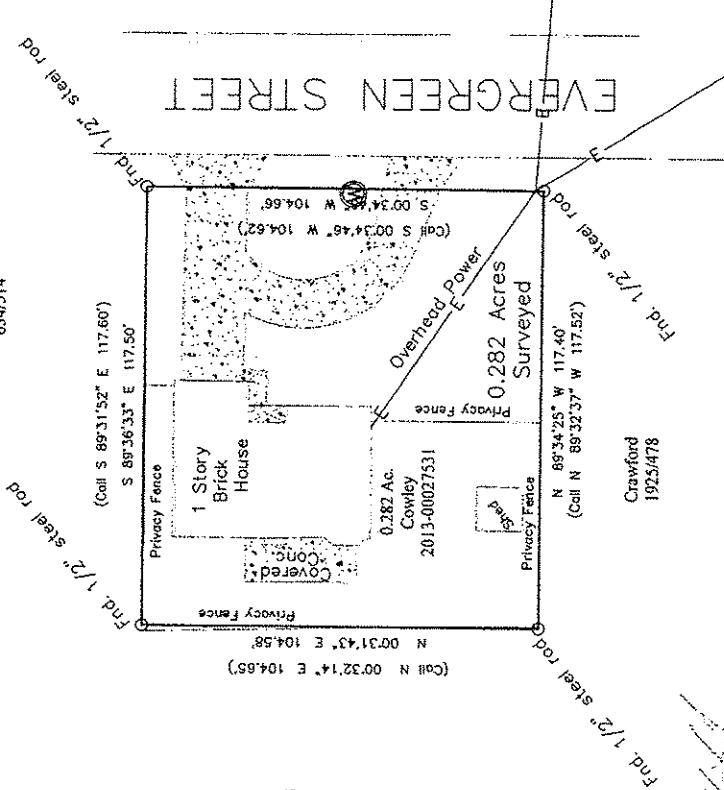 654/514
Fnd. 1/2" steel rod
EVERGREEN STREET
Fnd. 1/2" steel rod
(Call S 89°31'52" E 117.60')
S 89°36'33" E 117.50'
Privacy Fence
1 Story
Brick
House
S 00°34'46" W 104.66'
(Call S 00°34'46" W 104.62')
W
E
E
Overhead Power
E
E
0.282 Acres
Surveyed
Privacy Fence
0.282 Ac.
Cowley
2013-00027531
Covered
Conc.
Shed
Privacy Fence
N 00°31'43" E 104.58'
(Call N 00°32'14" E 104.65')
Privacy Fence
N 89°34'25" W 117.40'
(Call N 89°32'37" W 117.52')
Fnd. 1/2" steel rod
Fnd. 1/2" steel rod
Crawford
1925/478